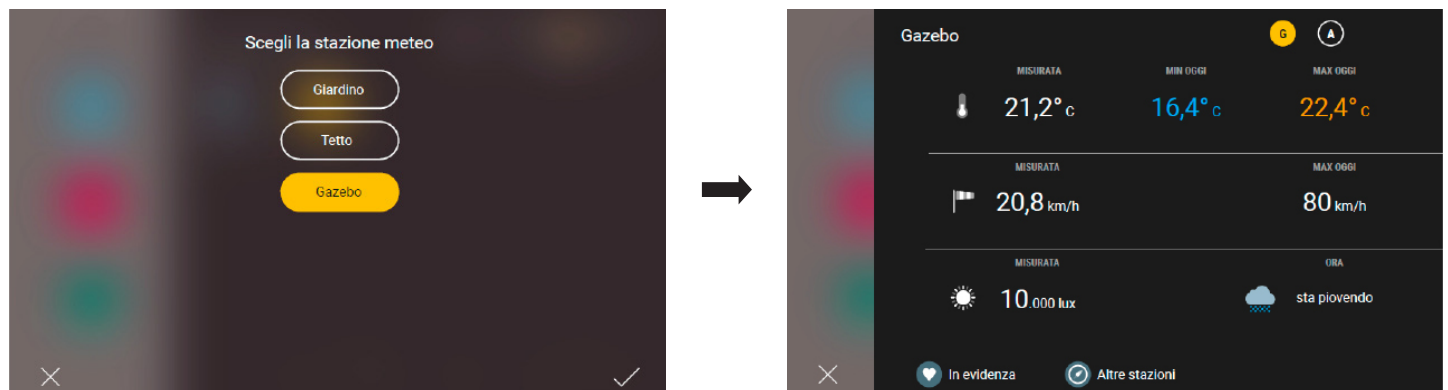 Scegli la stazione meteo
Giardino
Tetto
Gazebo
Gazebo
G A
MISURATA MIN OGGI MAX OGGI
21,2° c 16,4° c 22,4° c
MISURATA MAX OGGI
20,8 km/h 80 km/h
MISURATA ORA
10.000 lux sta piovendo
In evidenza Altre stazioni